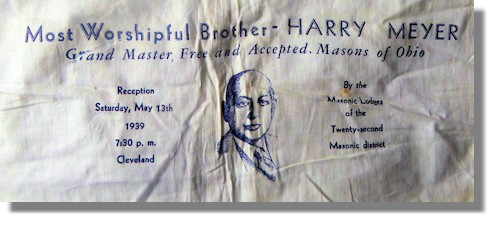 Most Worshipful Brother- HARRY MEYER
Grand Master, Free and Accepted. Masons of Ohio
Reception
Saturday, May 13th
1939
7:30 p. m.
Cleveland
By the
Masonic Lodges
of the
Twenty-second
Masonic district